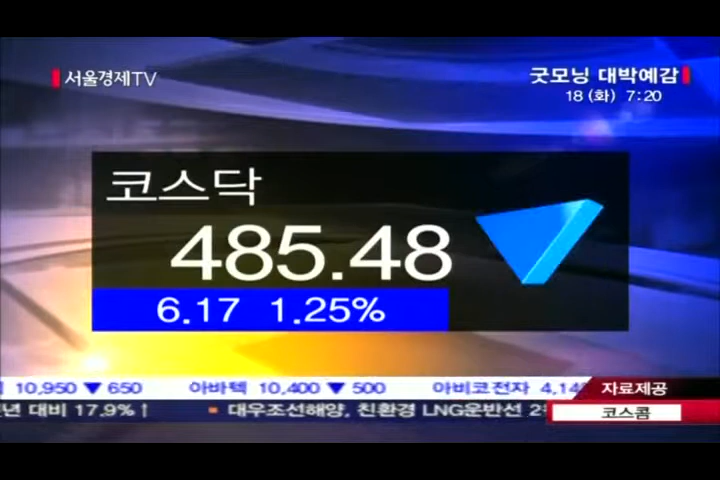 서울경제TV
굿모닝 대박예감
18 (화) 7:20
코스닥
485.48
6.17 1.25%
10,950 ▼ 650 아바텍 10,400 ▼ 500 아비코전자
자료제공
대비 17.9%↑ 대우조선해양, 친환경 LNG운반선
코스콤